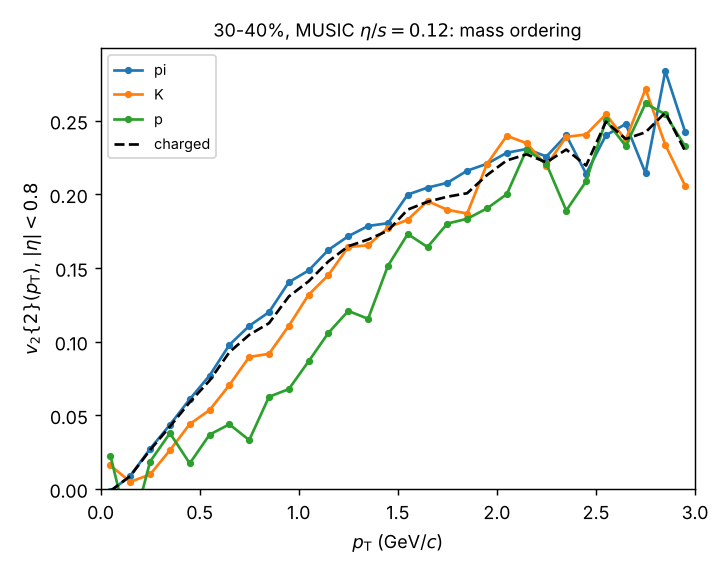 30-40%, MUSIC η/s = 0.12: mass ordering
pi
K
p
charged
v₂{2}(p_T), |η| < 0.8
0.25
0.20
0.15
0.10
0.05
0.00
0.0 0.5 1.0 1.5 2.0 2.5 3.0
p_T (GeV/c)